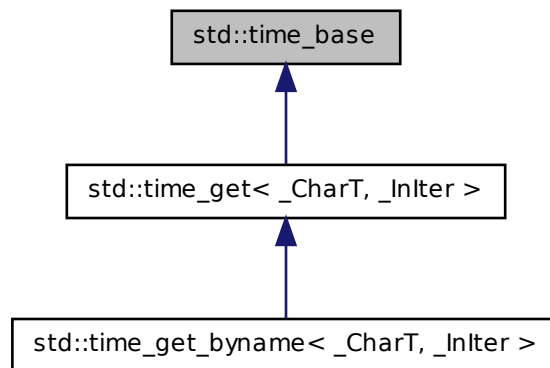 std::time_base
std::time_get< _CharT, _InIter >
std::time_get_byname< _CharT, _InIter >